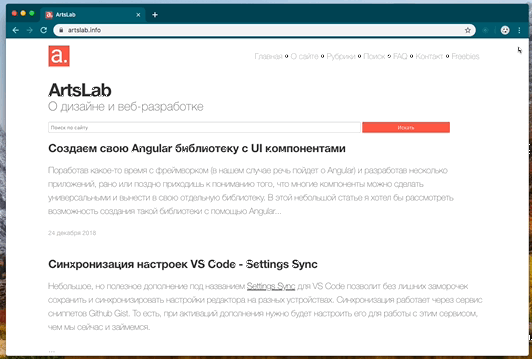 ArtsLab
artslab.info
a.
Главная О сайте Рубрики Поиск FAQ Контакт Freebies
ArtsLab
О дизайне и веб-разработке
Поиск по сайту
Искать
Создаем свою Angular библиотеку с UI компонентами
Поработав какое-то время с фреймворком (в нашем случае речь пойдет о Angular) и разработав несколько
приложений, рано или поздно приходишь к пониманию того, что многие компоненты можно сделать
универсальными и вынести в свою отдельную библиотеку. В этой небольшой статье я хотел бы рассмотреть
возможность создания такой библиотеки с помощью Angular...
24 декабря 2018
Синхронизация настроек VS Code - Settings Sync
Небольшое, но полезное дополнение под названием Settings Sync для VS Code позволит без лишних заморочек
сохранить и синхронизировать настройки редактора на разных устройствах. Синхронизация работает через сервис
сниппетов Github Gist. То есть, при активаций дополнения нужно будет настроить его для работы с этим сервисом,
чем мы сейчас и займемся.